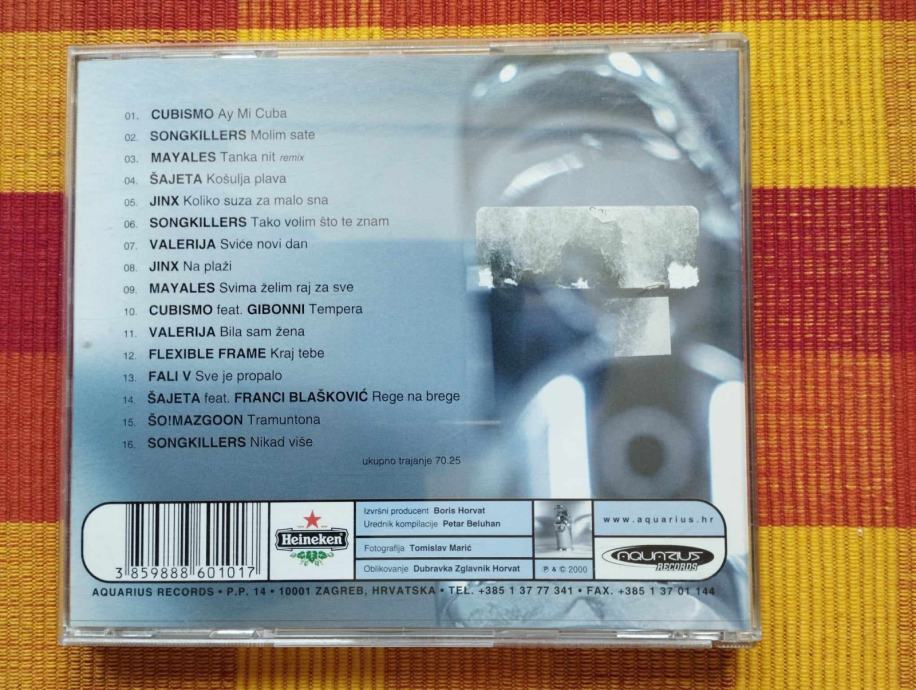 01. CUBISMO Ay Mi Cuba
02. SONGKILLERS Molim sate
03. MAYALES Tanka nit remix
04. ŠAJETA Košulja plava
05. JINX Koliko suza za malo sna
06. SONGKILLERS Tako volim što te znam
07. VALERIJA Sviće novi dan
08. JINX Na plaži
09. MAYALES Svima želim raj za sve
10. CUBISMO feat. GIBONNI Tempera
11. VALERIJA Bila sam žena
12. FLEXIBLE FRAME Kraj tebe
13. FALI V Sve je propalo
14. ŠAJETA feat. FRANCI BLAŠKOVIĆ Rege na brege
15. ŠO!MAZGOON Tramuntona
16. SONGKILLERS Nikad više
ukupno trajanje 70.25
3 859888 601017
Heineken
Izvršni producent Boris Horvat
Urednik kompilacije Petar Beluhan
Fotografija Tomislav Marić
Oblikovanje Dubravka Zglavnik Horvat
P. & © 2000
www.aquarius.hr
AQUARIUS
RECORDS
AQUARIUS RECORDS • P.P. 14 • 10001 ZAGREB, HRVATSKA • TEL. +385 1 37 77 341 • FAX. +385 1 37 01 144